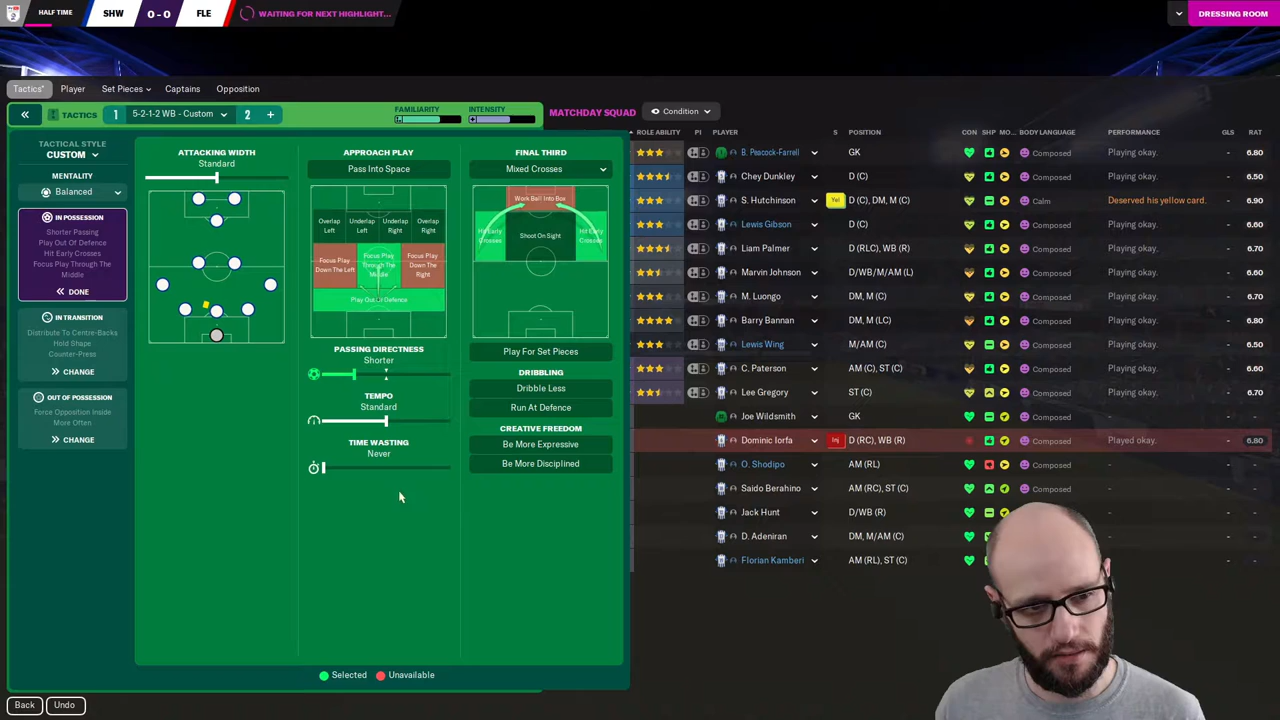 HALF TIME
SHW
0 - 0
FLE
WAITING FOR NEXT HIGHLIGHT...
DRESSING ROOM
Tactics*
Player
Set Pieces
Captains
Opposition
TACTICS
1
5-2-1-2 WB - Custom
2
+
FAMILIARITY
INTENSITY
TACTICAL STYLE
CUSTOM
MENTALITY
Balanced
IN POSSESSION
Shorter Passing
Play Out Of Defence
Hit Early Crosses
Focus Play Through The
Middle
DONE
IN TRANSITION
Distribute To Centre-Backs
Hold Shape
Counter-Press
CHANGE
OUT OF POSSESSION
Force Opposition Inside
More Often
CHANGE
ATTACKING WIDTH
Standard
APPROACH PLAY
Pass Into Space
Overlap
Left
Underlap
Left
Underlap
Right
Overlap
Right
Focus Play
Down The Left
Focus Play
Through The
Middle
Focus Play
Down The
Right
Play Out Of Defence
PASSING DIRECTNESS
Shorter
TEMPO
Standard
TIME WASTING
Never
FINAL THIRD
Mixed Crosses
Work Ball Into Box
Hit Early
Crosses
Shoot On Sight
Hit Early
Crosses
Play For Set Pieces
DRIBBLING
Dribble Less
Run At Defence
CREATIVE FREEDOM
Be More Expressive
Be More Disciplined
Selected
Unavailable
Back
Undo
MATCHDAY SQUAD
Condition
ROLE ABILITY PI PLAYER S POSITION CON SHP MO... BODY LANGUAGE PERFORMANCE GLS RAT
B. Peacock-Farrell GK Composed Playing okay. - 6.80
Chey Dunkley D (C) Composed Playing okay. - 6.50
S. Hutchinson Yel D (C), DM, M (C) Calm Deserved his yellow card. - 6.90
Lewis Gibson D (C) Composed Playing okay. - 6.60
Liam Palmer D (RLC), WB (R) Composed Playing okay. - 6.70
Marvin Johnson D/WB/M/AM (L) Composed Playing okay. - 6.60
M. Luongo DM, M (C) Composed Playing okay. - 6.70
Barry Bannan DM, M (LC) Composed Playing okay. - 6.80
Lewis Wing M/AM (C) Composed Playing okay. - 6.50
C. Paterson AM (C), ST (C) Composed Playing okay. - 6.60
Lee Gregory ST (C) Composed Playing okay. - 6.70
Joe Wildsmith GK Composed - -
Dominic Iorfa Inj D (RC), WB (R) Composed Played okay. - 6.80
O. Shodipo AM (RL) Composed - -
Saido Berahino AM (RC), ST (C) Composed - -
Jack Hunt D/WB (R) Composed - -
D. Adeniran DM, M/AM (C) - -
Florian Kamberi AM (RL), ST (C) - -